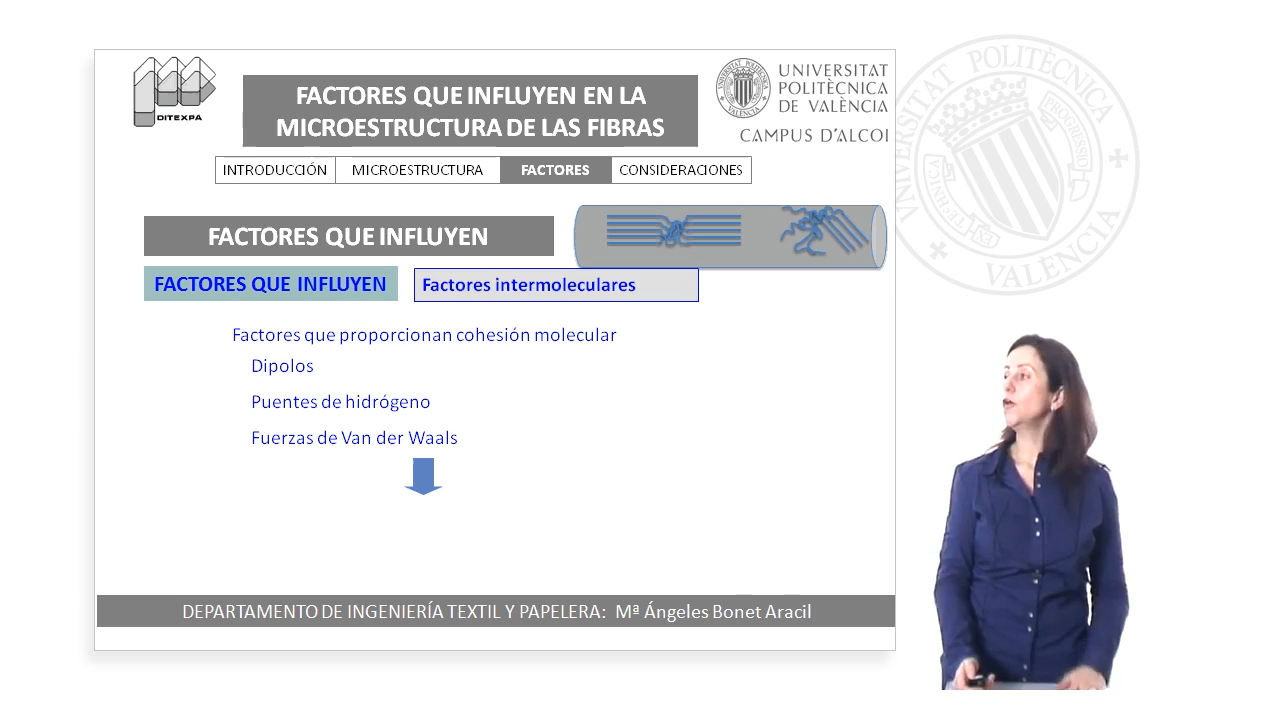 DITEXPA
FACTORES QUE INFLUYEN EN LA
MICROESTRUCTURA DE LAS FIBRAS
UNIVERSITAT
POLITÈCNICA
DE VALÈNCIA
CAMPUS D'ALCOI
INTRODUCCIÓN MICROESTRUCTURA FACTORES CONSIDERACIONES
FACTORES QUE INFLUYEN
FACTORES QUE INFLUYEN Factores intermoleculares
Factores que proporcionan cohesión molecular
Dipolos
Puentes de hidrógeno
Fuerzas de Van der Waals
DEPARTAMENTO DE INGENIERÍA TEXTIL Y PAPELERA: Mª Ángeles Bonet Aracil
POLITÈCNICA
VALÈNCIA